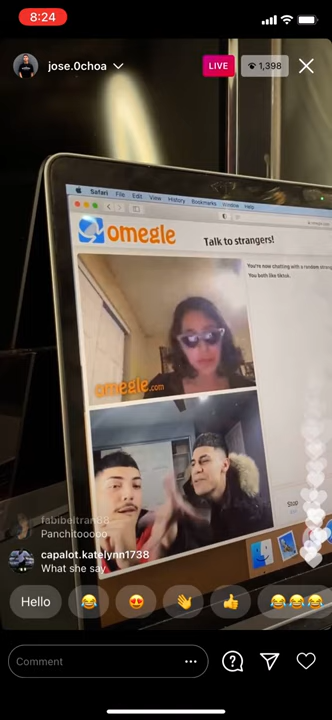 8:24
jose.0choa
LIVE
1,398
Safari File Edit View History Bookmarks Window Help
omegle Talk to strangers!
You're now chatting with a random
You both like tiktok.
omegle.com
Stop
Panchitooooo
capalot.katelynn1738
What she say
Hello
Comment